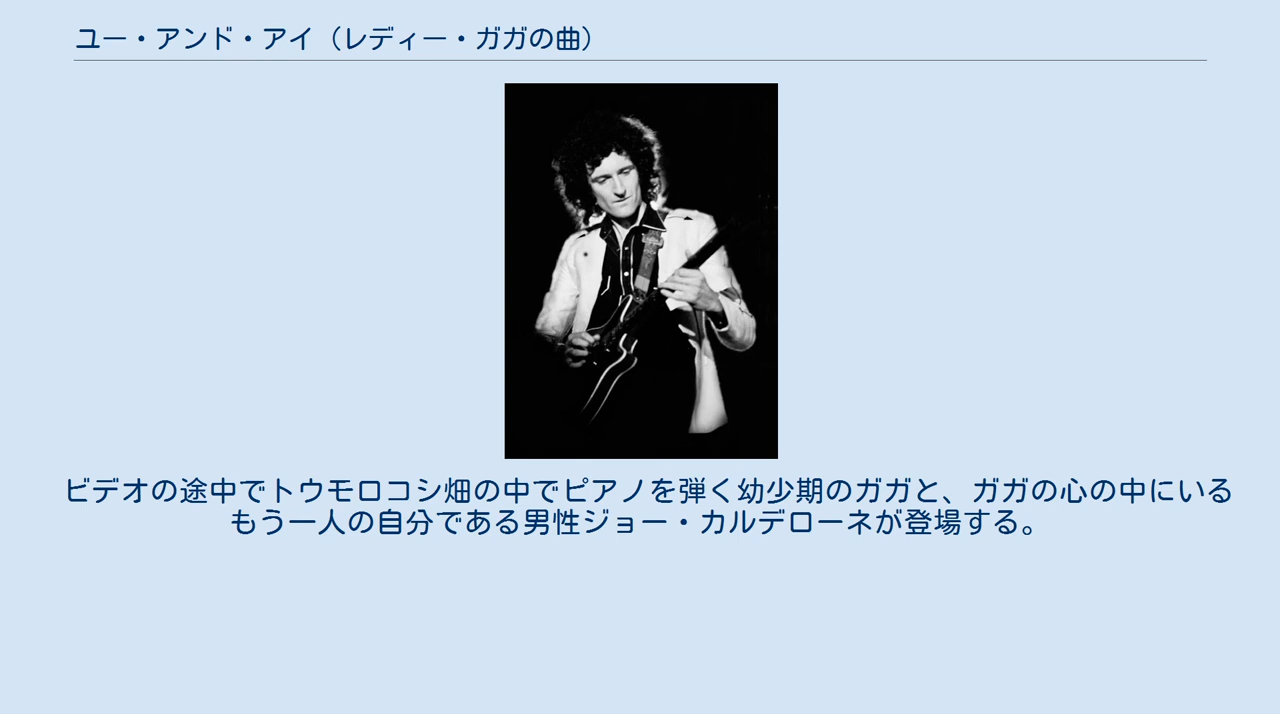 ユー・アンド・アイ（レディー・ガガの曲）
ビデオの途中でトウモロコシ畑の中でピアノを弾く幼少期のガガと、ガガの心の中にいる
もう一人の自分である男性ジョー・カルデローネが登場する。